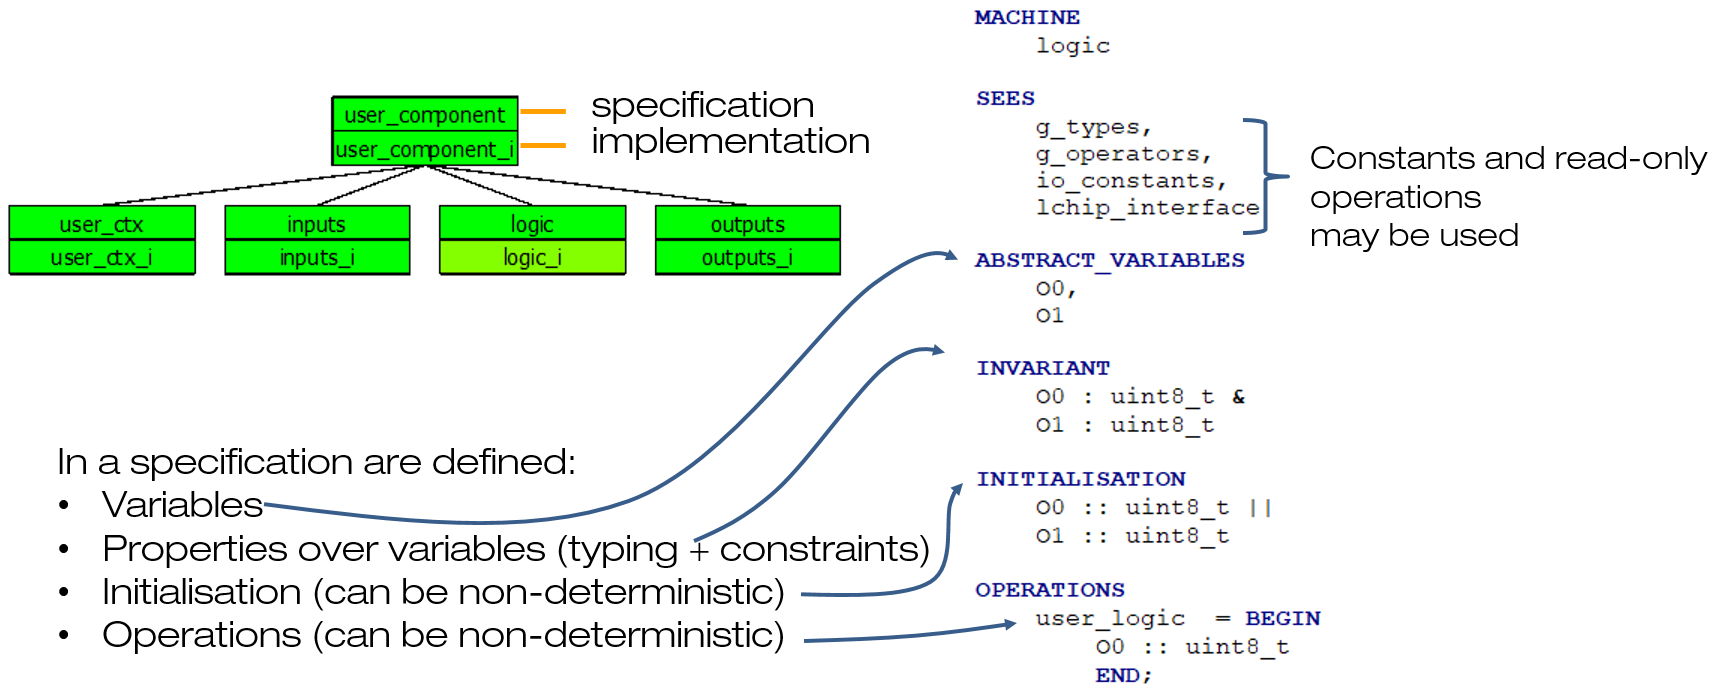 user_component
user_component_i
specification
implementation
user_ctx
user_ctx_i
inputs
inputs_i
logic
logic_i
outputs
outputs_i
In a specification are defined:
• Variables
• Properties over variables (typing + constraints)
• Initialisation (can be non-deterministic)
• Operations (can be non-deterministic)
MACHINE
logic
SEES
g_types,
g_operators,
io_constants,
lchip_interface
Constants and read-only
operations
may be used
ABSTRACT_VARIABLES
O0,
O1
INVARIANT
O0 : uint8_t &
O1 : uint8_t
INITIALISATION
O0 :: uint8_t ||
O1 :: uint8_t
OPERATIONS
user_logic = BEGIN
O0 :: uint8_t
END;